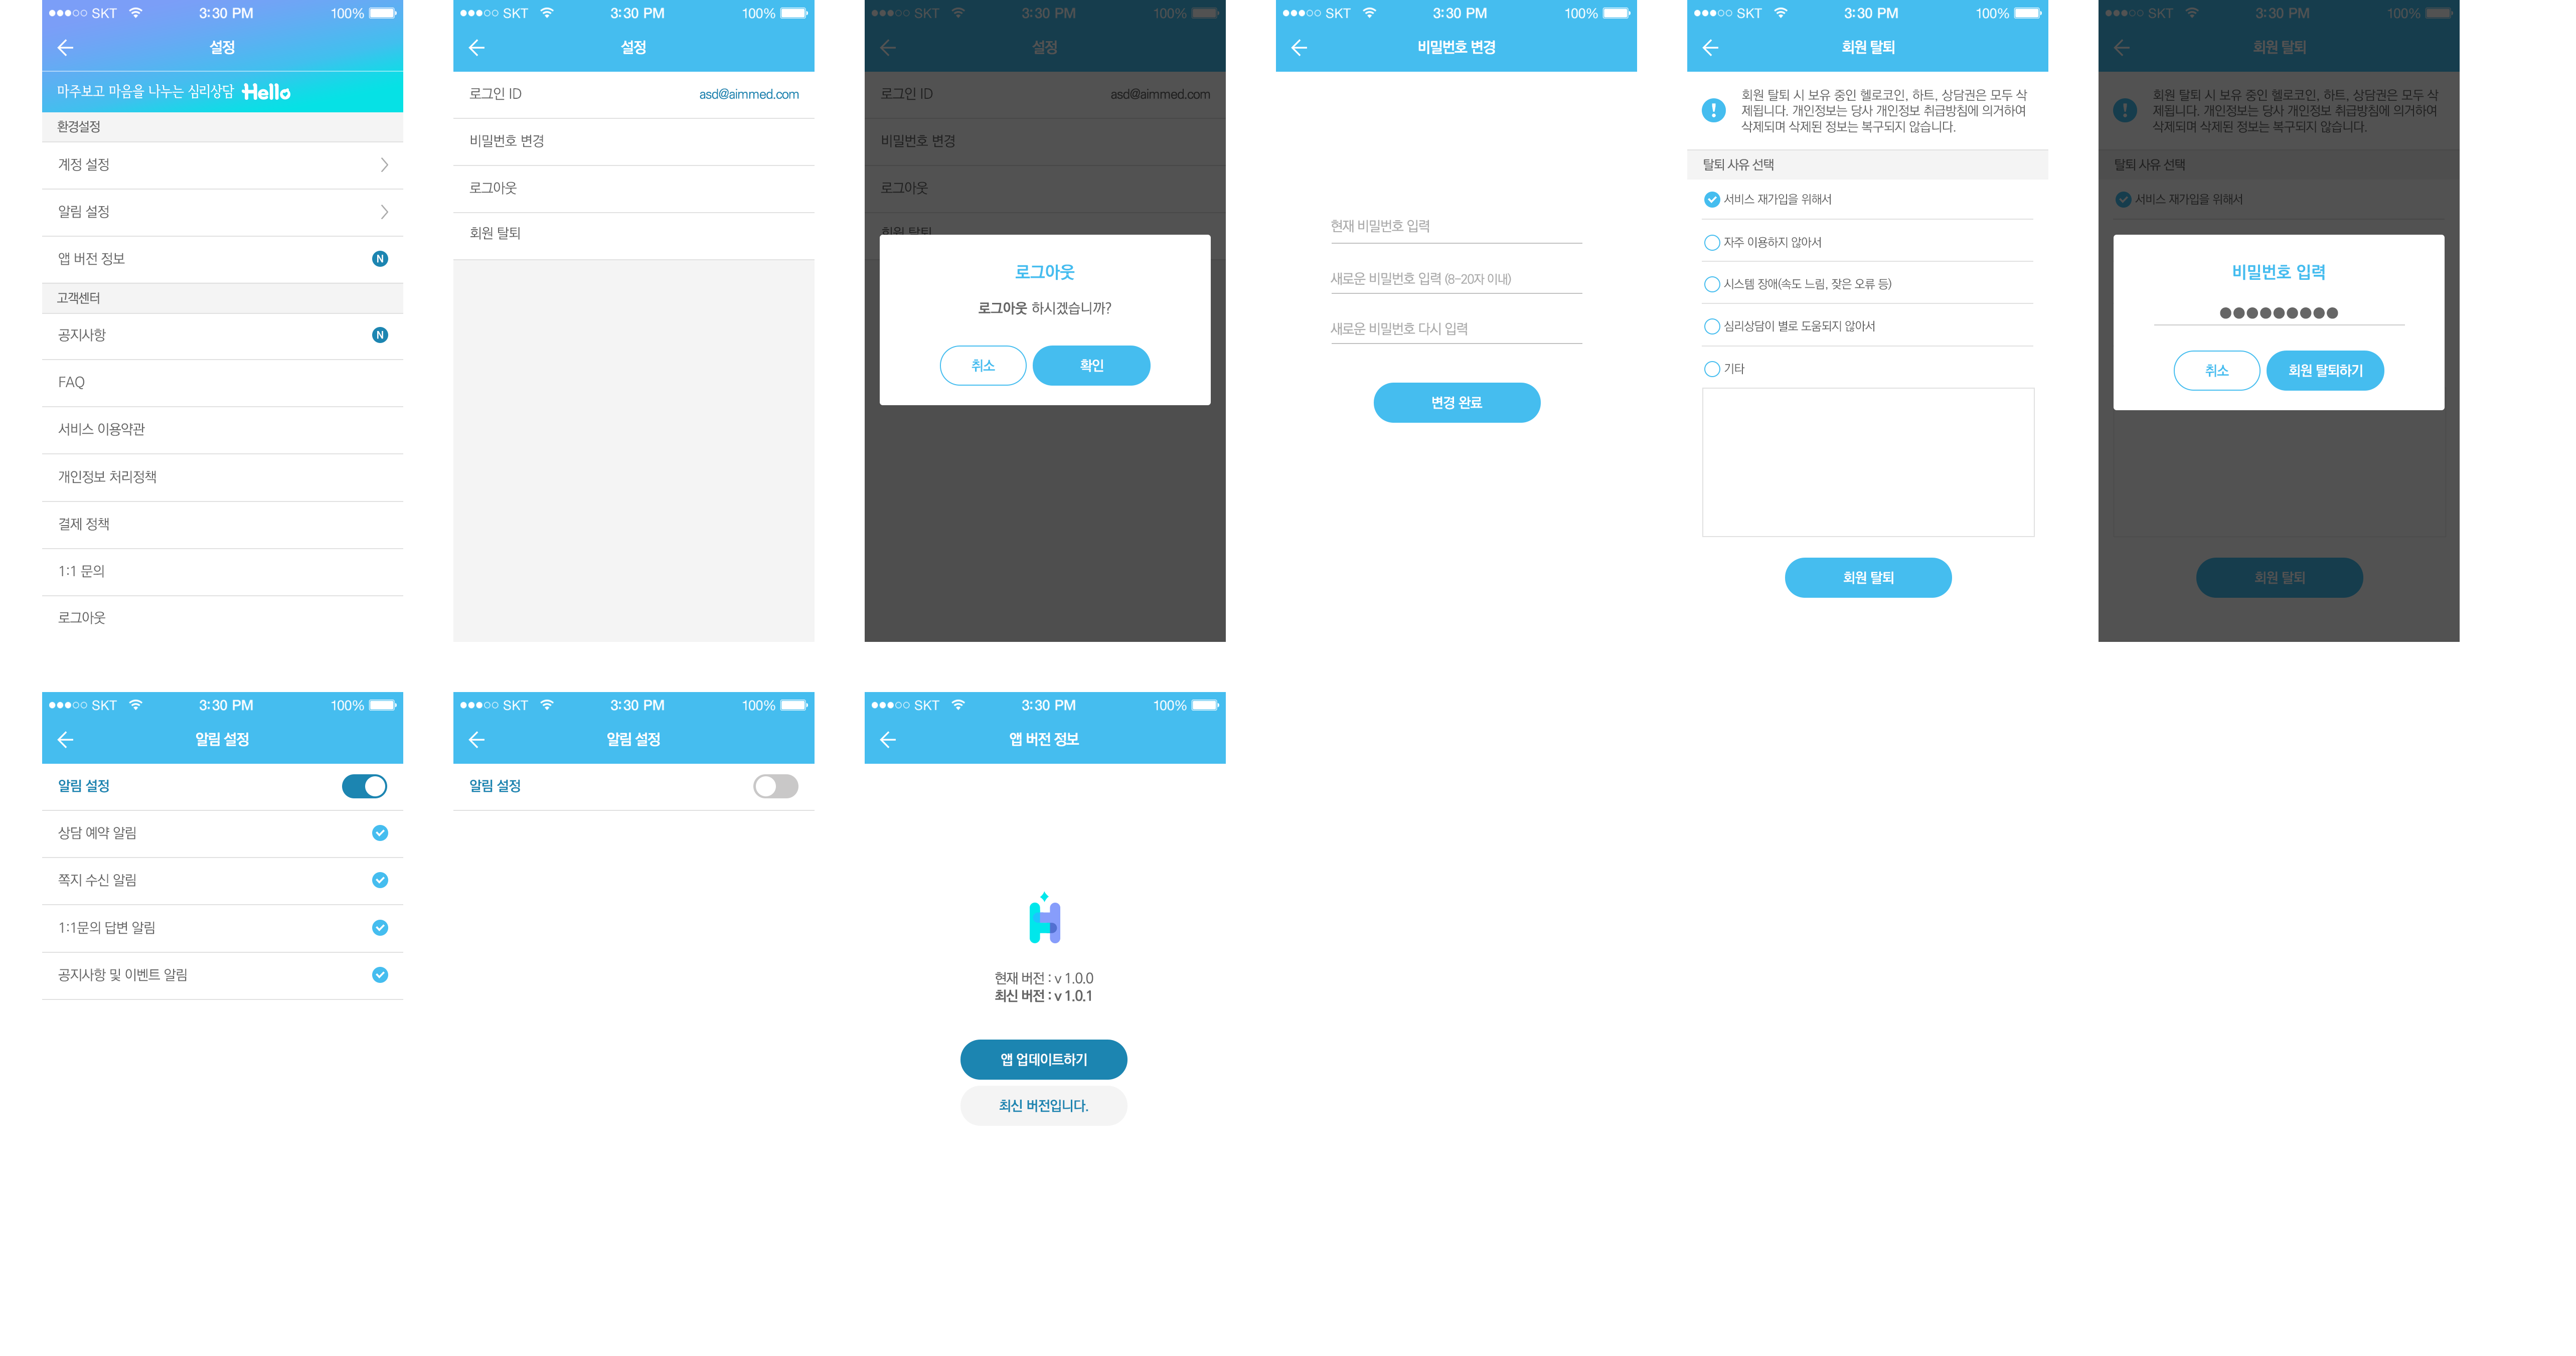 SKT 3:30 PM 100%
설정
마주보고 마음을 나누는 심리상담 Hello
환경설정
계정 설정
알림 설정
앱 버전 정보 N
고객센터
공지사항 N
FAQ
서비스 이용약관
개인정보 처리정책
결제 정책
1:1 문의
로그아웃
SKT 3:30 PM 100%
설정
로그인 ID asd@aimmed.com
비밀번호 변경
로그아웃
회원 탈퇴
SKT 3:30 PM 100%
설정
로그인 ID asd@aimmed.com
비밀번호 변경
로그아웃
회원 탈퇴
로그아웃
로그아웃 하시겠습니까?
취소 확인
SKT 3:30 PM 100%
비밀번호 변경
현재 비밀번호 입력
새로운 비밀번호 입력 (8-20자 이내)
새로운 비밀번호 다시 입력
변경 완료
SKT 3:30 PM 100%
회원 탈퇴
회원 탈퇴 시 보유 중인 헬로코인, 하트, 상담권은 모두 삭
제됩니다. 개인정보는 당사 개인정보 취급방침에 의거하여
삭제되며 삭제된 정보는 복구되지 않습니다.
탈퇴 사유 선택
서비스 재가입을 위해서
자주 이용하지 않아서
시스템 장애(속도 느림, 잦은 오류 등)
심리상담이 별로 도움되지 않아서
기타
회원 탈퇴
SKT 3:30 PM 100%
회원 탈퇴
회원 탈퇴 시 보유 중인 헬로코인, 하트, 상담권은 모두 삭
제됩니다. 개인정보는 당사 개인정보 취급방침에 의거하여
삭제되며 삭제된 정보는 복구되지 않습니다.
탈퇴 사유 선택
서비스 재가입을 위해서
비밀번호 입력
취소 회원 탈퇴하기
회원 탈퇴
SKT 3:30 PM 100%
알림 설정
알림 설정
상담 예약 알림
쪽지 수신 알림
1:1문의 답변 알림
공지사항 및 이벤트 알림
SKT 3:30 PM 100%
알림 설정
알림 설정
SKT 3:30 PM 100%
앱 버전 정보
현재 버전 : v 1.0.0
최신 버전 : v 1.0.1
앱 업데이트하기
최신 버전입니다.